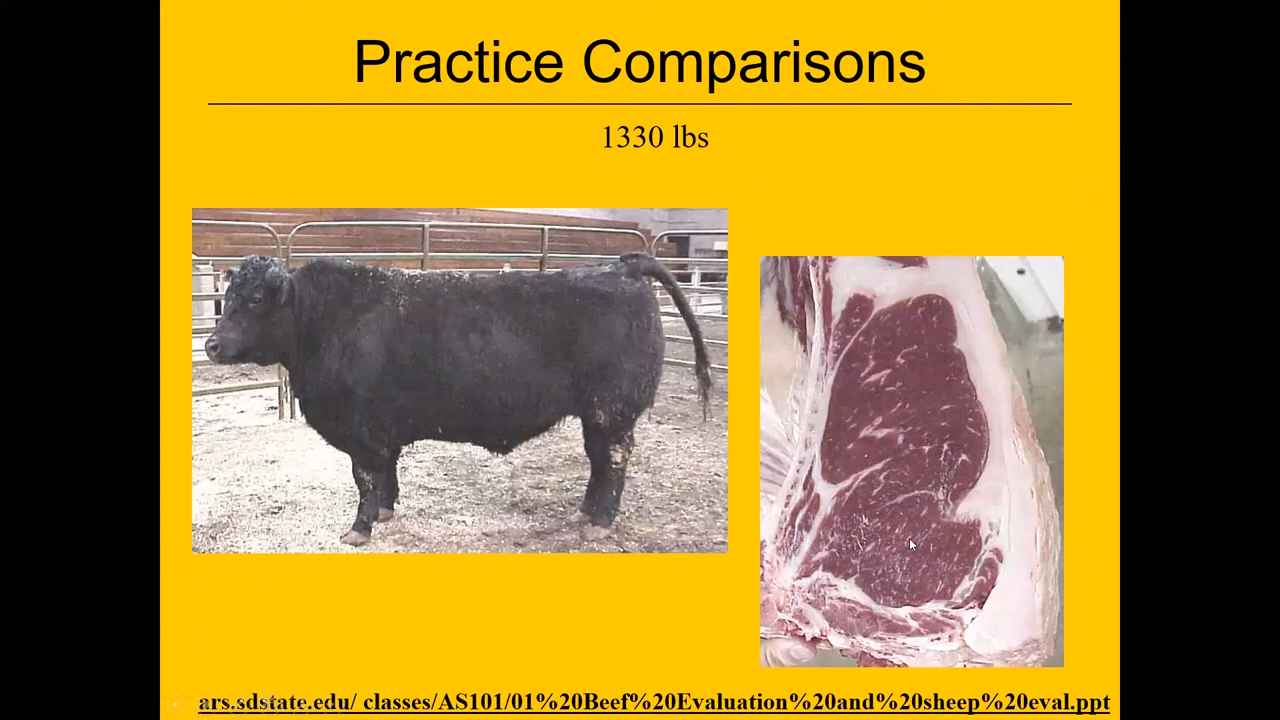 Practice Comparisons
1330 lbs
ars.sdstate.edu/ classes/AS101/01%20Beef%20Evaluation%20and%20sheep%20eval.ppt